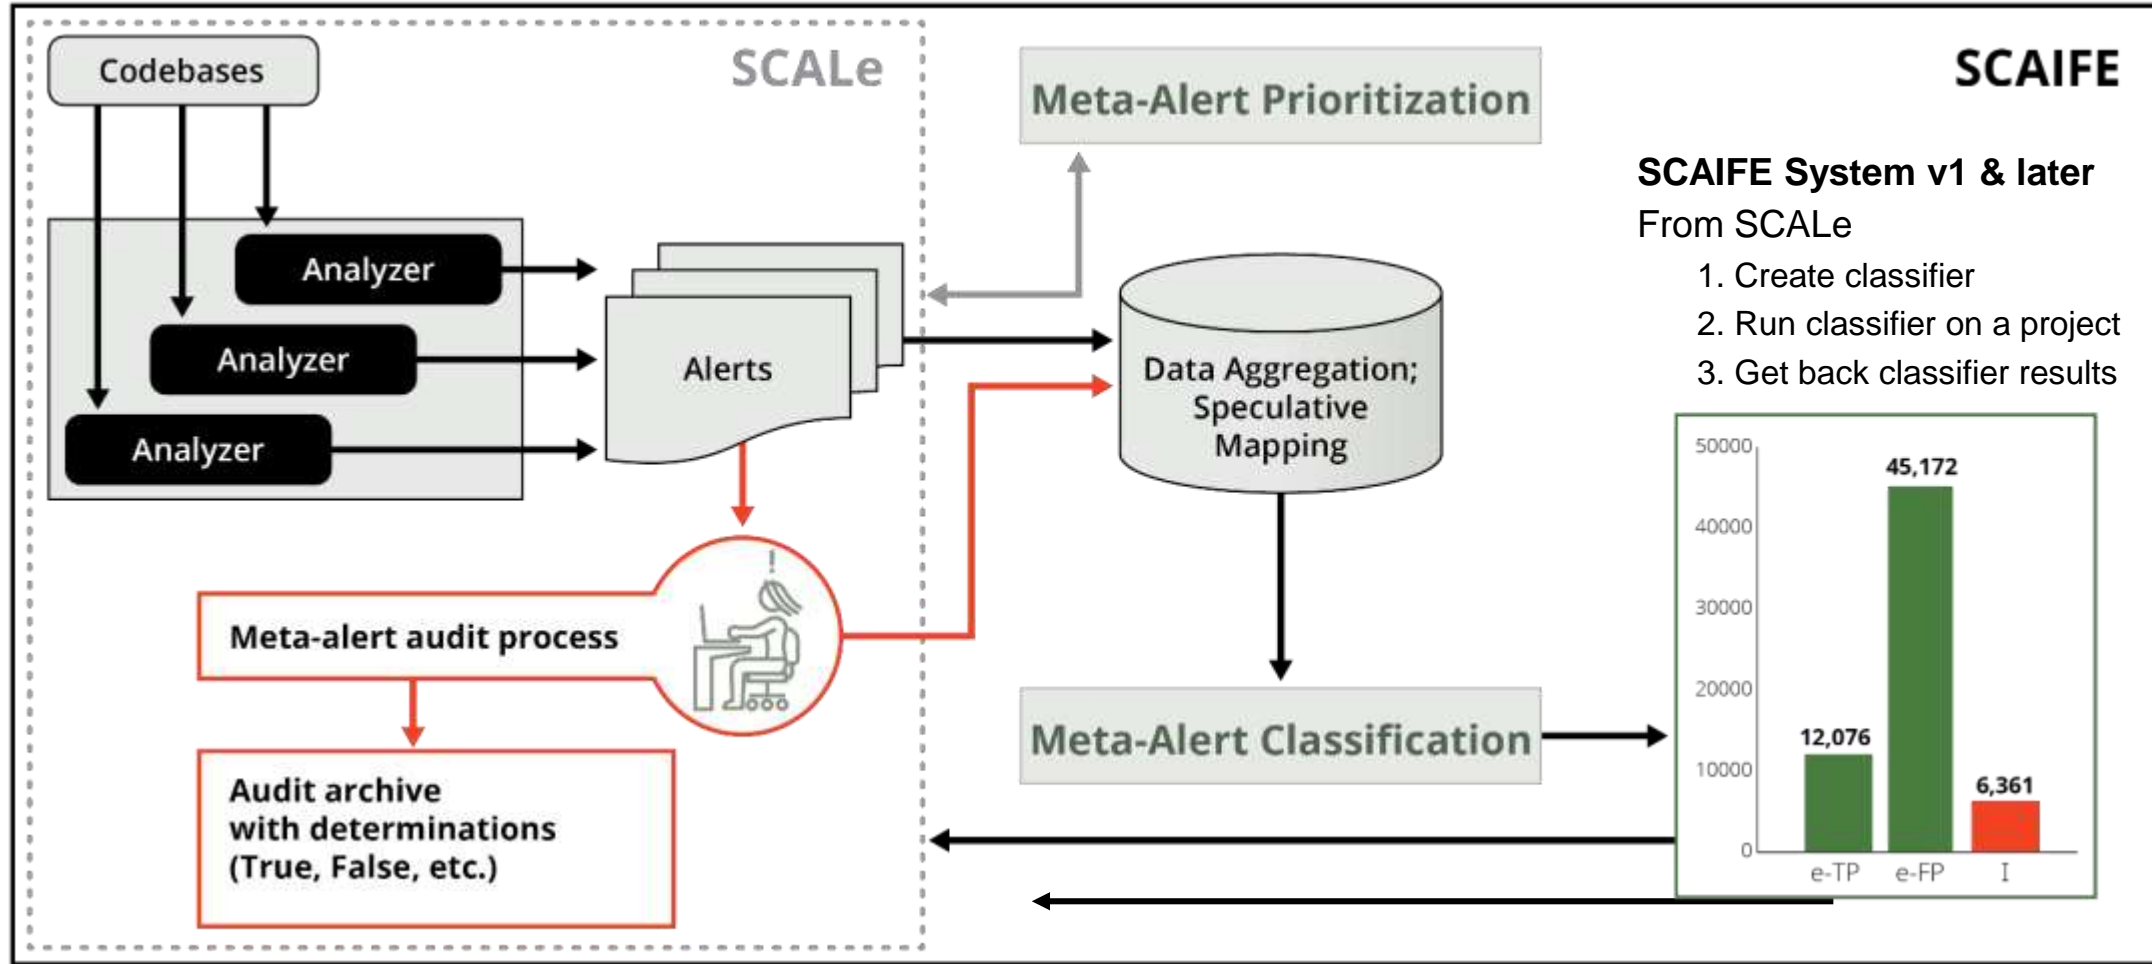 SCALe
SCAIFE
Codebases
Analyzer
Analyzer
Analyzer
Alerts
Meta-Alert Prioritization
Data Aggregation;
Speculative
Mapping
Meta-alert audit process
Audit archive
with determinations
(True, False, etc.)
Meta-Alert Classification
SCAIFE System v1 & later
From SCALe
1. Create classifier
2. Run classifier on a project
3. Get back classifier results
50000
40000
30000
20000
10000
0
12,076
45,172
6,361
e-TP
e-FP
I